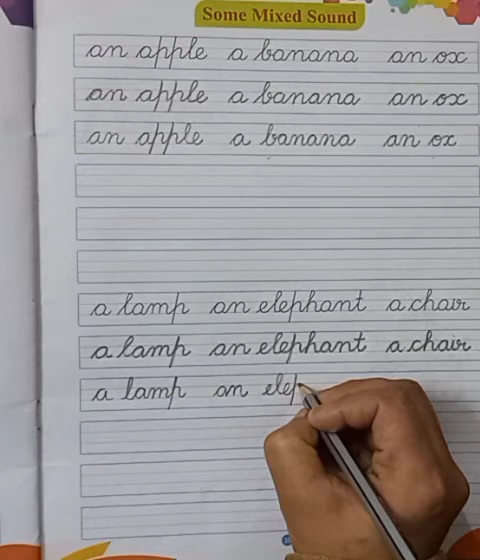 Some Mixed Sound
an apple a banana an ox
an apple a banana an ox
an apple a banana an ox
a lamp an elephant a chair
a lamp an elephant a chair
a lamp an elep